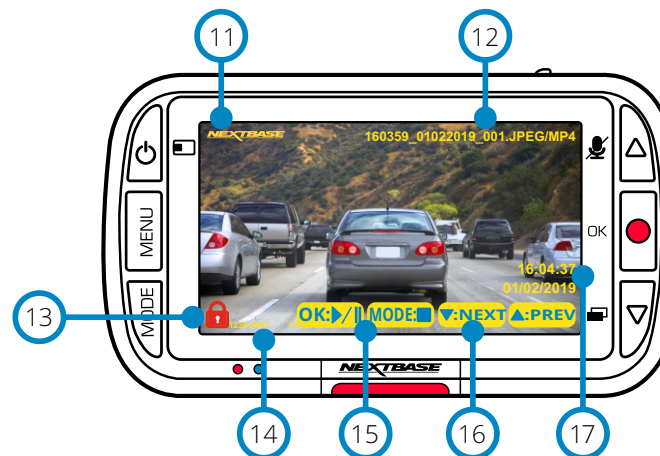 11
12
NEXTBASE
160359_01022019_001.JPEG/MP4
MENU
OK
16:04:37
01/02/2019
13
MODE
OK:▶/II
MODE:■
▼:NEXT
▲:PREV
NEXTBASE
14
15
16
17